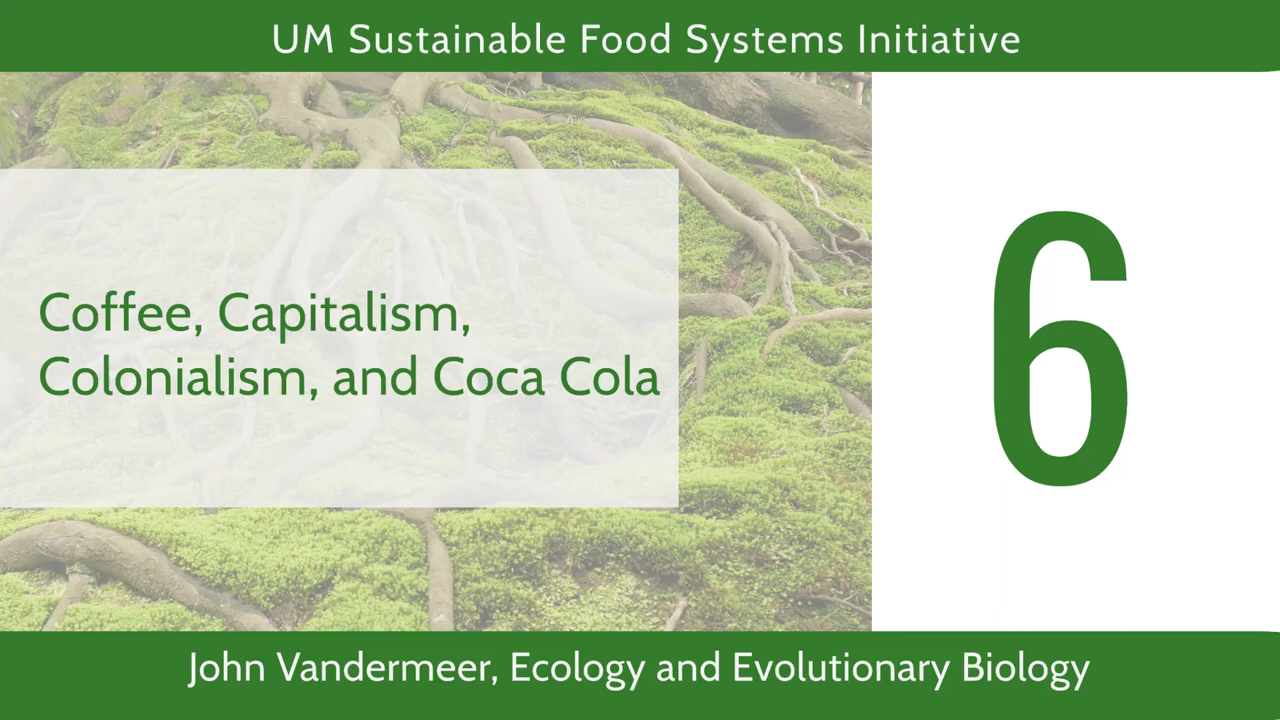 UM Sustainable Food Systems Initiative
Coffee, Capitalism,
Colonialism, and Coca Cola
6
John Vandermeer, Ecology and Evolutionary Biology